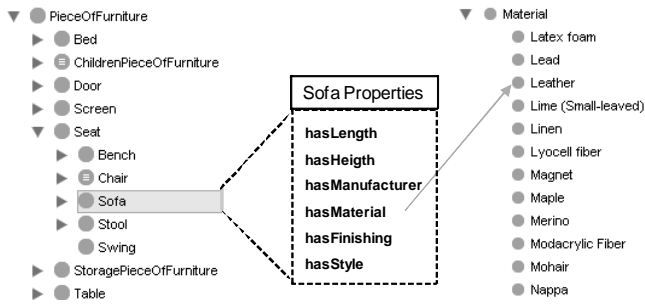 PieceOfFurniture
Bed
ChildrenPieceOfFurniture
Door
Screen
Seat
Bench
Chair
Sofa
Stool
Swing
StoragePieceOfFurniture
Table
Sofa Properties
hasLength
hasHeigth
hasManufacturer
hasMaterial
hasFinishing
hasStyle
Material
Latex foam
Lead
Leather
Lime (Small-leaved)
Linen
Lyocell fiber
Magnet
Maple
Merino
Modacrylic Fiber
Mohair
Nappa